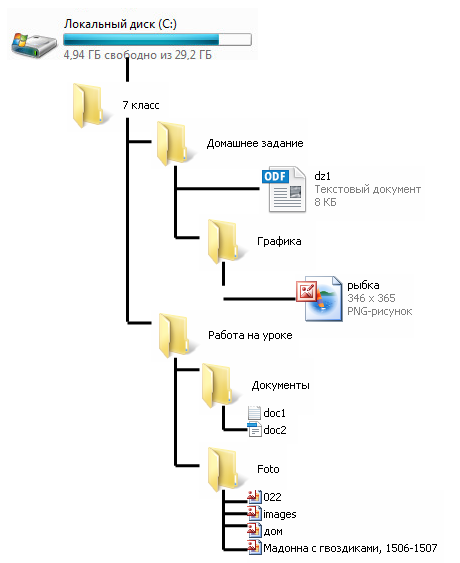 Локальный диск (C:)
4,94 ГБ свободно из 29,2 ГБ
7 класс
Домашнее задание
ODF
dz1
Текстовый документ
8 КБ
Графика
рыбка
346 x 365
PNG-рисунок
Работа на уроке
Документы
doc1
doc2
Foto
022
images
дом
Мадонна с гвоздиками, 1506-1507